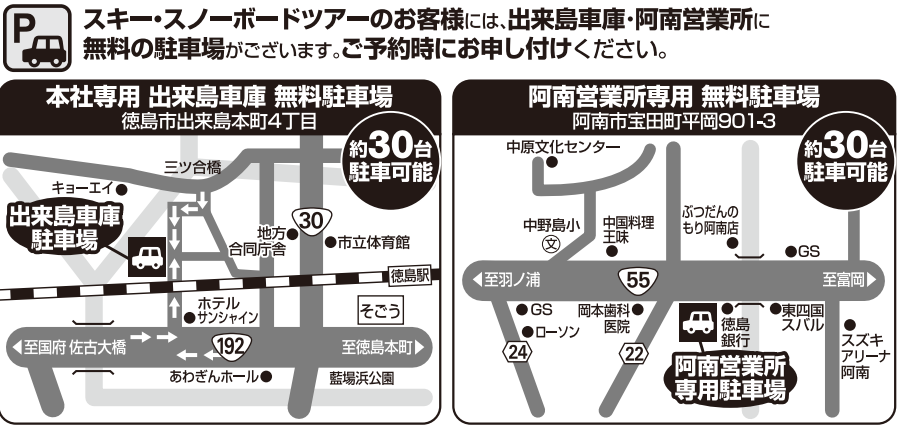 P
スキー・スノーボードツアーのお客様には、出来島車庫・阿南営業所に
無料の駐車場がございます。ご予約時にお申し付けください。
本社専用 出来島車庫 無料駐車場
徳島市出来島本町4丁目
約30台
駐車可能
三ツ合橋
キョーエイ
出来島車庫
駐車場
地方
合同庁舎
30
市立体育館
徳島駅
ホテル
サンシャイン
そごう
至国府
佐古大橋
192
至徳島本町
あわぎんホール
藍場浜公園
阿南営業所専用 無料駐車場
阿南市宝田町平岡901-3
約30台
駐車可能
中原文化センター
中野島小
文
中国料理
王味
ぶつだんの
もり阿南店
GS
至羽ノ浦
55
至富岡
GS
ローソン
岡本歯科
医院
徳島
銀行
東四国
スバル
スズキ
アリーナ
阿南
24
22
阿南営業所
専用駐車場